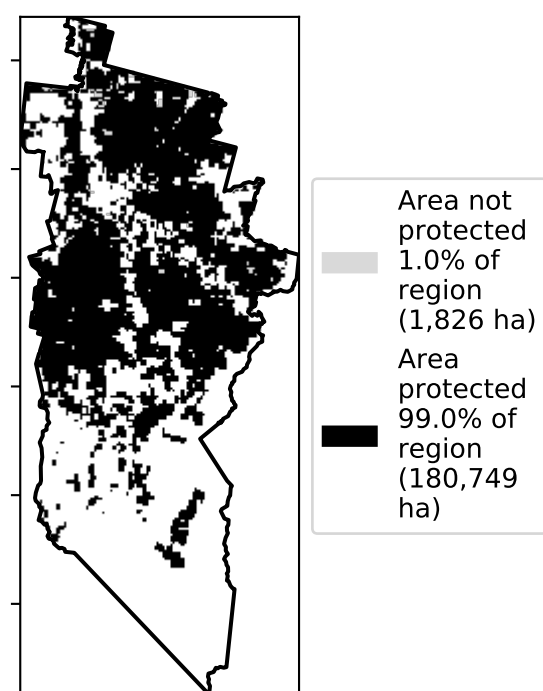 Area not
protected
1.0% of
region
(1,826 ha)
Area
protected
99.0% of
region
(180,749
ha)